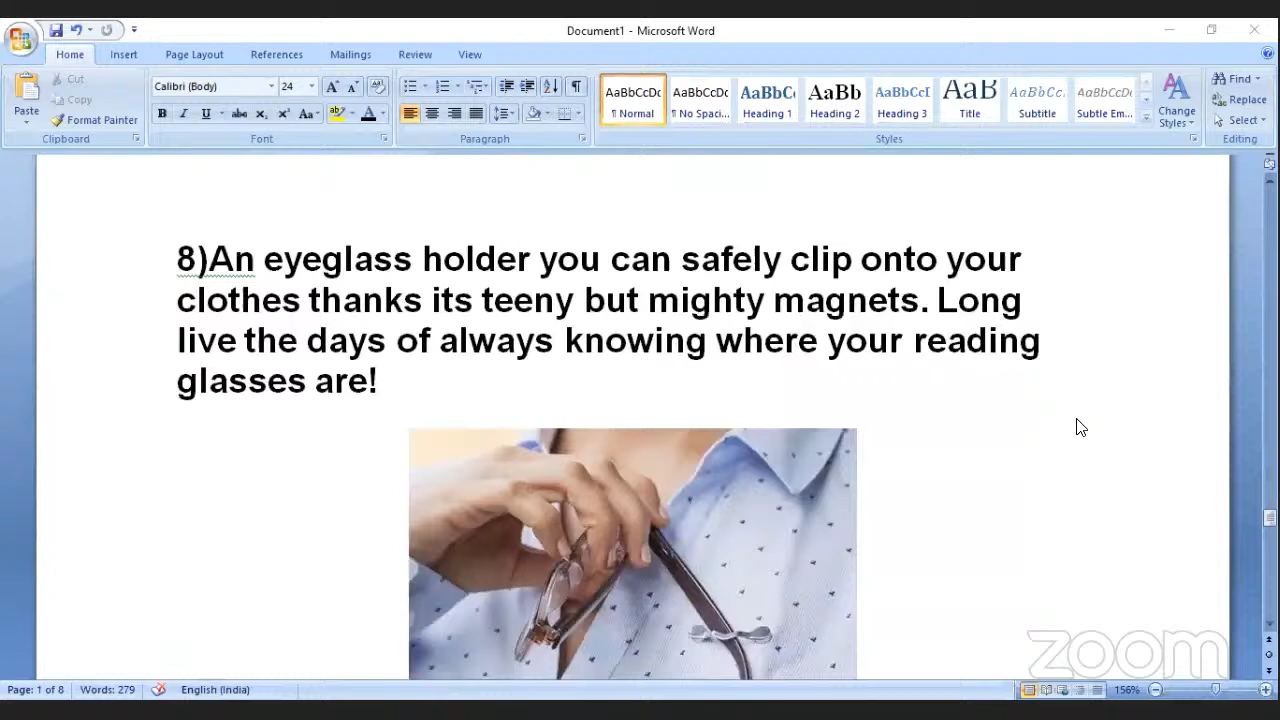 Document1 - Microsoft Word
Home Insert Page Layout References Mailings Review View
Paste
Cut
Copy
Format Painter
Clipboard
Calibri (Body) 24
Font
Paragraph
AaBbCcDc AaBbCcDc AaBbC( AaBb AaBbCcI AaB AaBbCc. AaBbCcDc
¶ Normal ¶ No Spaci... Heading 1 Heading 2 Heading 3 Title Subtitle Subtle Em...
Styles
Change
Styles
Find
Replace
Select
Editing
8)An eyeglass holder you can safely clip onto your
clothes thanks its teeny but mighty magnets. Long
live the days of always knowing where your reading
glasses are!
zoom
Page: 1 of 8 Words: 279 English (India) 156%